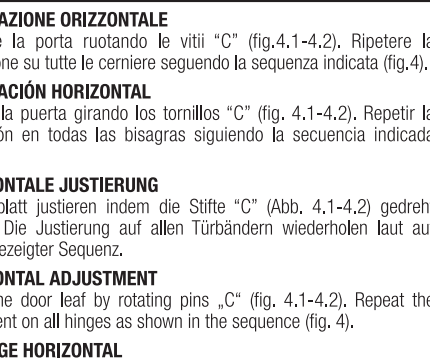 AZIONE ORIZZONTALE
la porta ruotando le vitii “C” (fig.4.1-4.2). Ripetere la
one su tutte le cerniere seguendo la sequenza indicata (fig.4).
ACIÓN HORIZONTAL
la puerta girando los tornillos “C” (fig. 4.1-4.2). Repetir la
ón en todas las bisagras siguiendo la secuencia indicada
ONTALE JUSTIERUNG
blatt justieren indem die Stifte “C” (Abb. 4.1-4.2) gedreh
Die Justierung auf allen Türbändern wiederholen laut au
ezeigter Sequenz.
ONTAL ADJUSTMENT
he door leaf by rotating pins „C“ (fig. 4.1-4.2). Repeat the
ent on all hinges as shown in the sequence (fig. 4).
GE HORIZONTAL